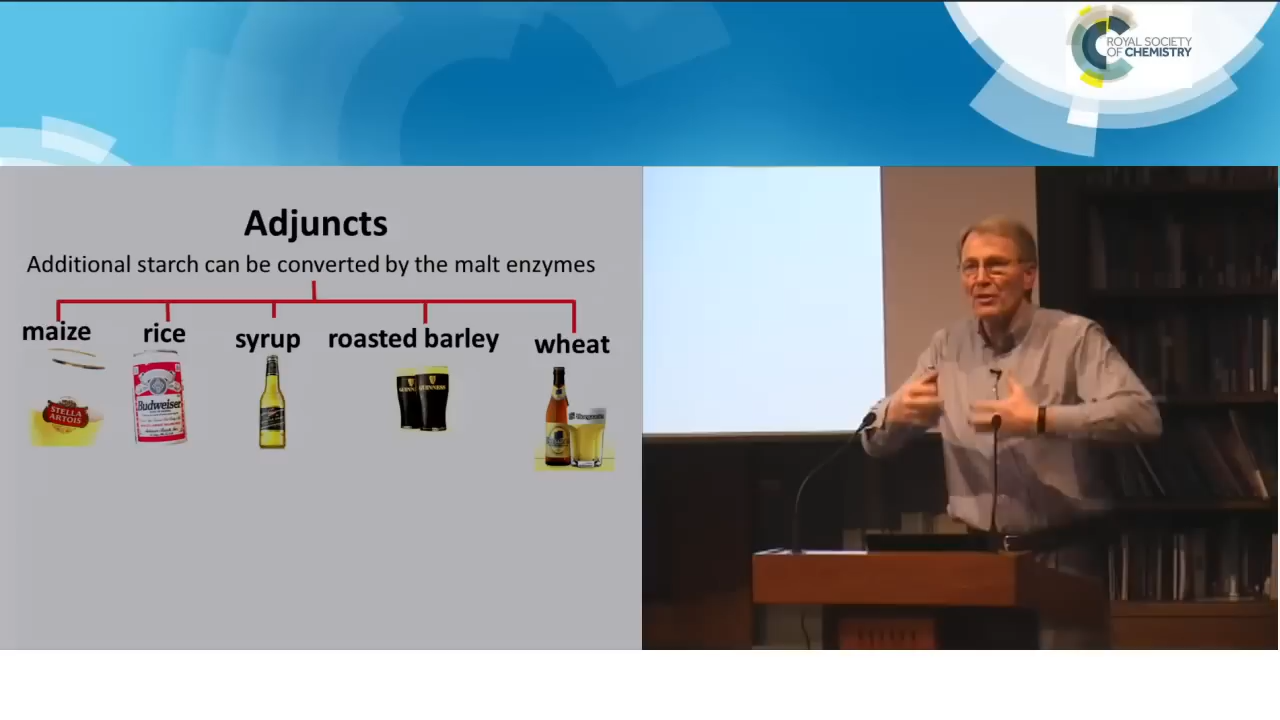 ROYAL SOCIETY
OF CHEMISTRY
Adjuncts
Additional starch can be converted by the malt enzymes
maize
rice
syrup
roasted barley
wheat
STELLA
ARTOIS
Budweiser
GUINNESS